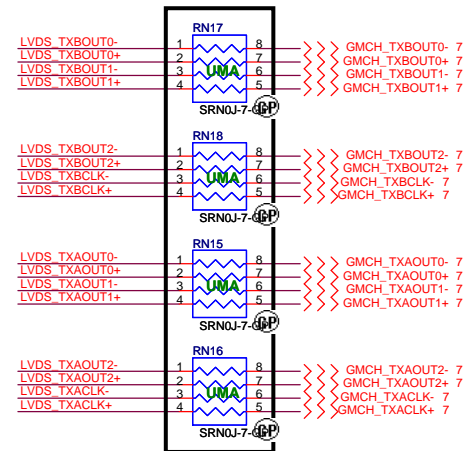 RN17
LVDS_TXBOUT0- 1 8 GMCH_TXBOUT0- 7
LVDS_TXBOUT0+ 2 7 GMCH_TXBOUT0+ 7
LVDS_TXBOUT1- 3 UMA 6 GMCH_TXBOUT1- 7
LVDS_TXBOUT1+ 4 5 GMCH_TXBOUT1+ 7
SRN0J-7-GP GP
RN18
LVDS_TXBOUT2- 1 8 GMCH_TXBOUT2- 7
LVDS_TXBOUT2+ 2 7 GMCH_TXBOUT2+ 7
LVDS_TXBCLK- 3 UMA 6 GMCH_TXBCLK- 7
LVDS_TXBCLK+ 4 5 GMCH_TXBCLK+ 7
SRN0J-7-GP GP
RN15
LVDS_TXAOUT0- 1 8 GMCH_TXAOUT0- 7
LVDS_TXAOUT0+ 2 7 GMCH_TXAOUT0+ 7
LVDS_TXAOUT1- 3 UMA 6 GMCH_TXAOUT1- 7
LVDS_TXAOUT1+ 4 5 GMCH_TXAOUT1+ 7
SRN0J-7-GP GP
RN16
LVDS_TXAOUT2- 1 8 GMCH_TXAOUT2- 7
LVDS_TXAOUT2+ 2 7 GMCH_TXAOUT2+ 7
LVDS_TXACLK- 3 UMA 6 GMCH_TXACLK- 7
LVDS_TXACLK+ 4 5 GMCH_TXACLK+ 7
SRN0J-7-GP GP